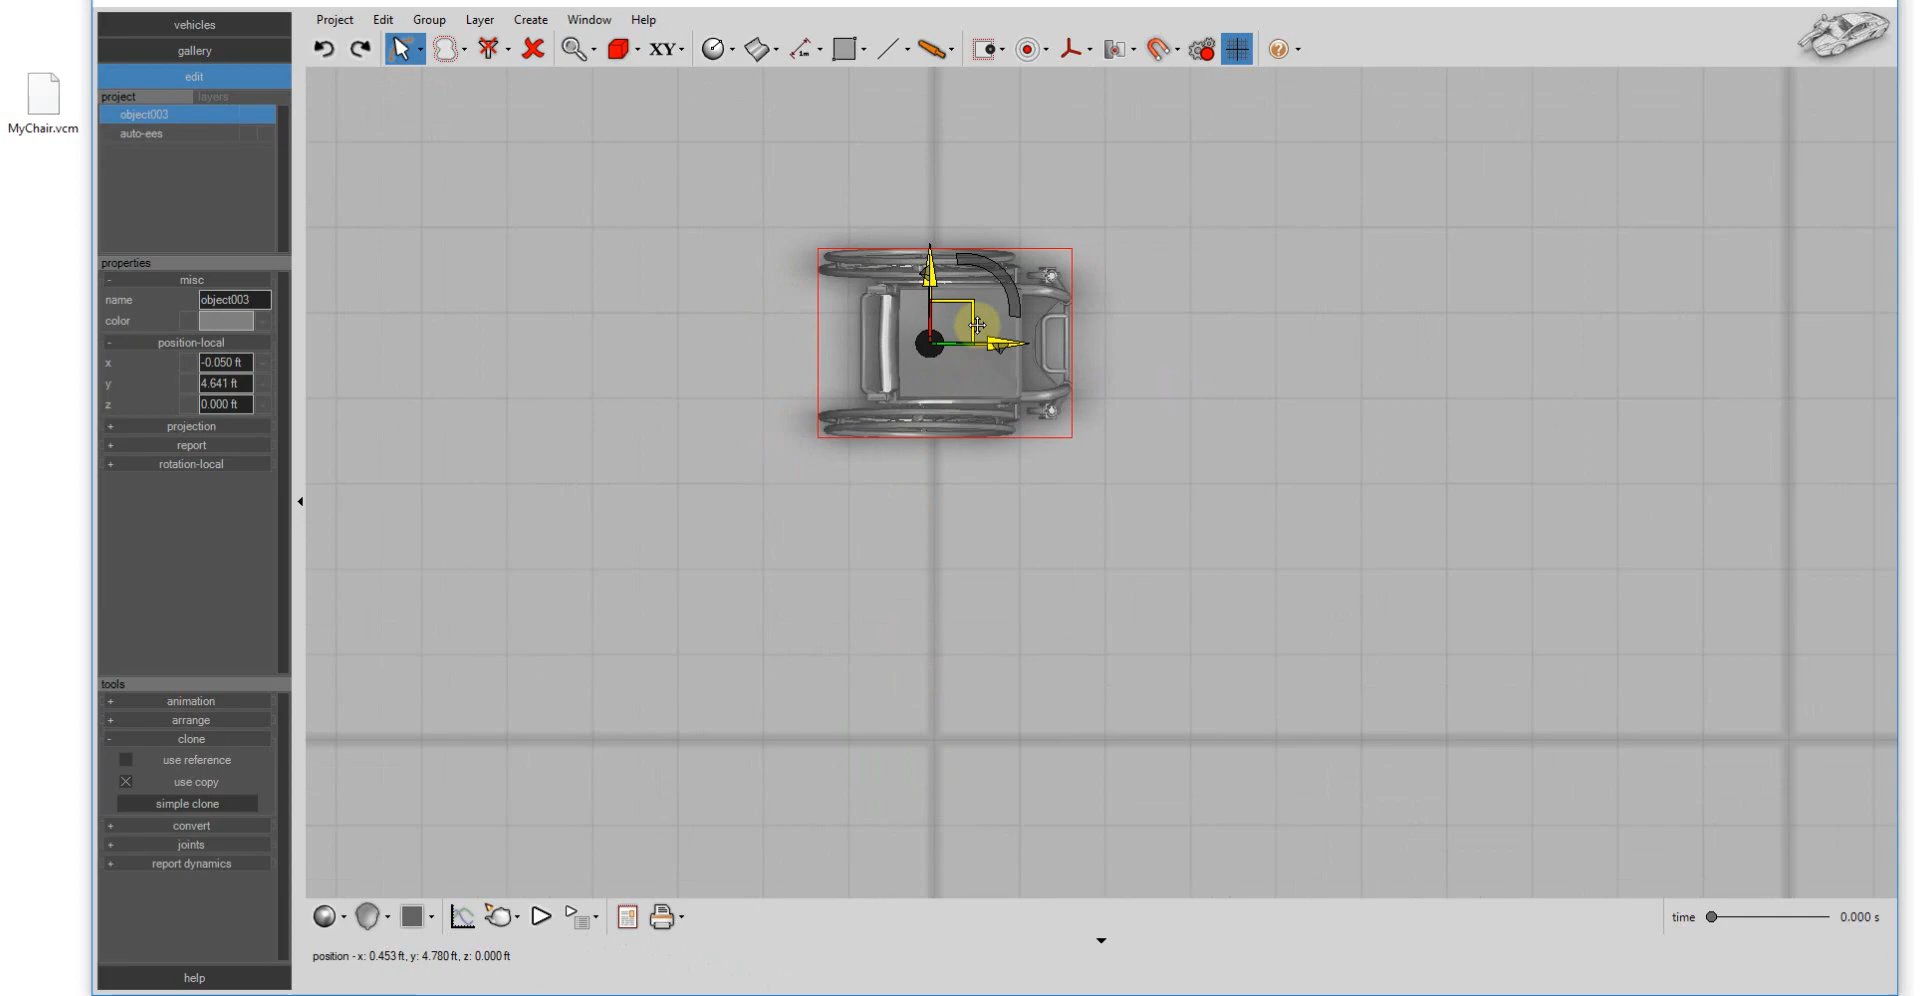 MyChair.vcm
vehicles
gallery
edit
project layers
object003
auto-ees
properties
- misc
name object003
color
- position-local
x -0.050 ft
y 4.641 ft
z 0.000 ft
+ projection
+ report
+ rotation-local
tools
+ animation
+ arrange
- clone
use reference
use copy
simple clone
+ convert
+ joints
+ report dynamics
help
Project Edit Group Layer Create Window Help
XY
1m
time 0.000 s
position - x: 0.453 ft, y: 4.780 ft, z: 0.000 ft